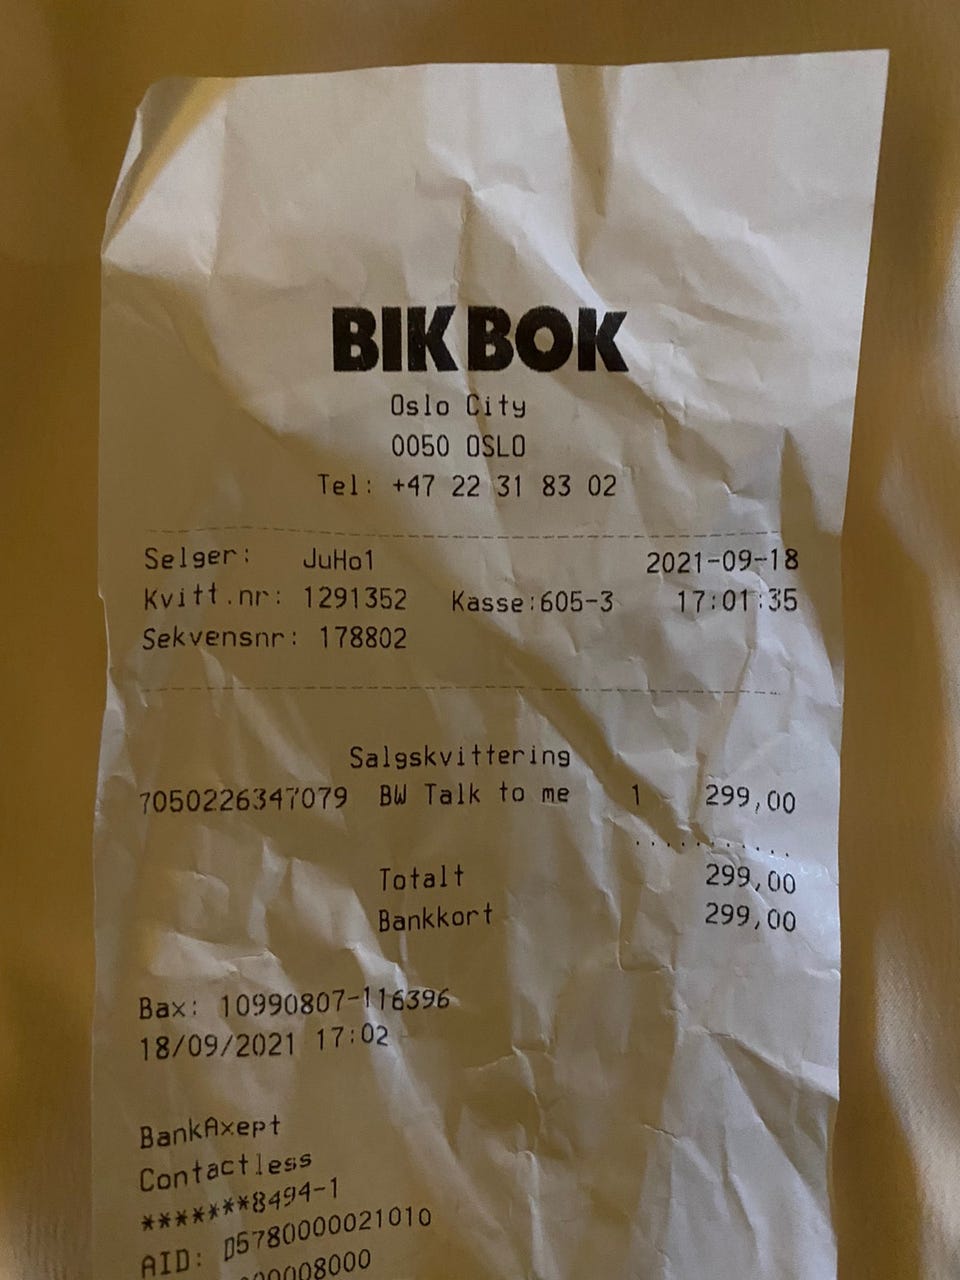 BIK BOK
Oslo City
0050 OSLO
Tel: +47 22 31 83 02
Selger: JuHo1 2021-09-18
Kvitt.nr: 1291352 Kasse:605-3 17:01:35
Sekvensnr: 178802
Salgskvittering
7050226347079 BW Talk to me 1 299,00
Totalt 299,00
Bankkort 299,00
Bax: 10990807-116396
18/09/2021 17:02
BankAxept
Contactless
*******8494-1
AID: D5780000021010